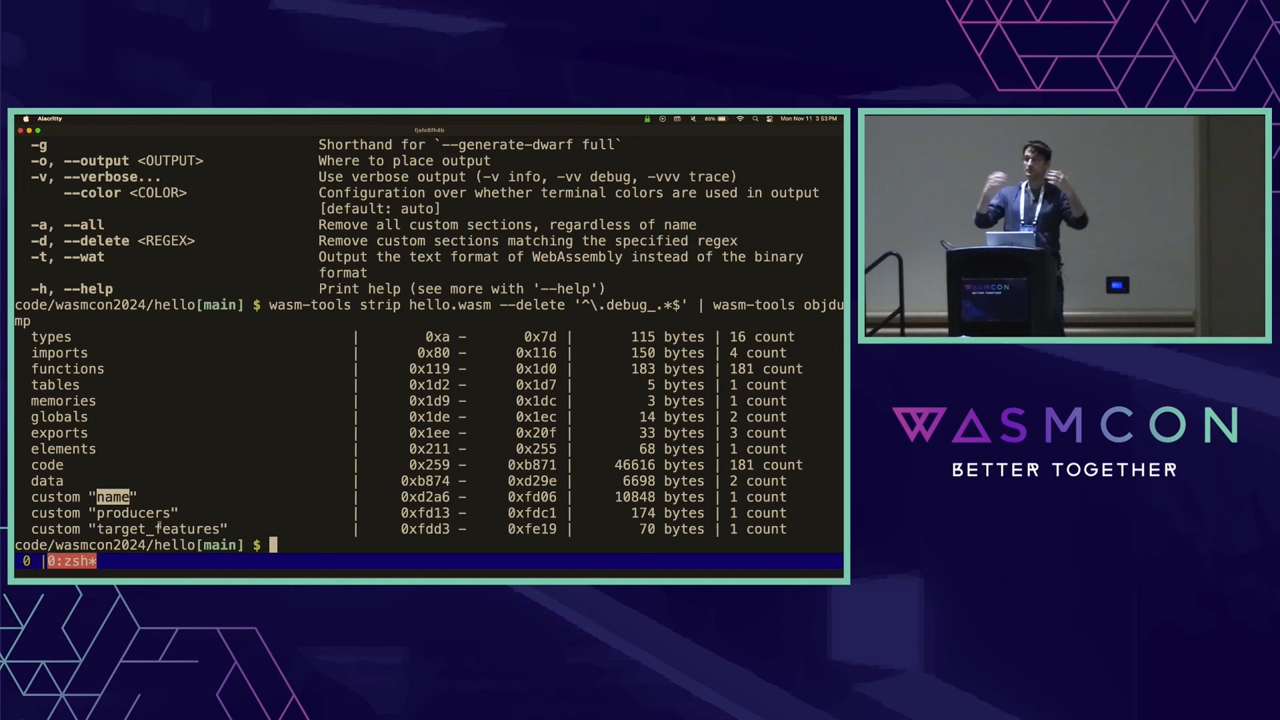 Alacritty 65% Mon Nov 11 3:53 PM
-g Shorthand for `--generate-dwarf full`
-o, --output <OUTPUT> Where to place output
-v, --verbose... Use verbose output (-v info, -vv debug, -vvv trace)
--color <COLOR> Configuration over whether terminal colors are used in output
[default: auto]
-a, --all Remove all custom sections, regardless of name
-d, --delete <REGEX> Remove custom sections matching the specified regex
-t, --wat Output the text format of WebAssembly instead of the binary
format
-h, --help Print help (see more with '--help')
code/wasmcon2024/hello[main] $ wasm-tools strip hello.wasm --delete '^\.debug_.*$' | wasm-tools objdu
mp
types | 0xa - 0x7d | 115 bytes | 16 count
imports | 0x80 - 0x116 | 150 bytes | 4 count
functions | 0x119 - 0x1d0 | 183 bytes | 181 count
tables | 0x1d2 - 0x1d7 | 5 bytes | 1 count
memories | 0x1d9 - 0x1dc | 3 bytes | 1 count
globals | 0x1de - 0x1ec | 14 bytes | 2 count
exports | 0x1ee - 0x20f | 33 bytes | 3 count
elements | 0x211 - 0x255 | 68 bytes | 1 count
code | 0x259 - 0xb871 | 46616 bytes | 181 count
data | 0xb874 - 0xd29e | 6698 bytes | 2 count
custom "name" | 0xd2a6 - 0xfd06 | 10848 bytes | 1 count
custom "producers" | 0xfd13 - 0xfdc1 | 174 bytes | 1 count
custom "target_features" | 0xfdd3 - 0xfe19 | 70 bytes | 1 count
code/wasmcon2024/hello[main] $
0 |0:zsh*
WASMCON
BETTER TOGETHER
WASMCON